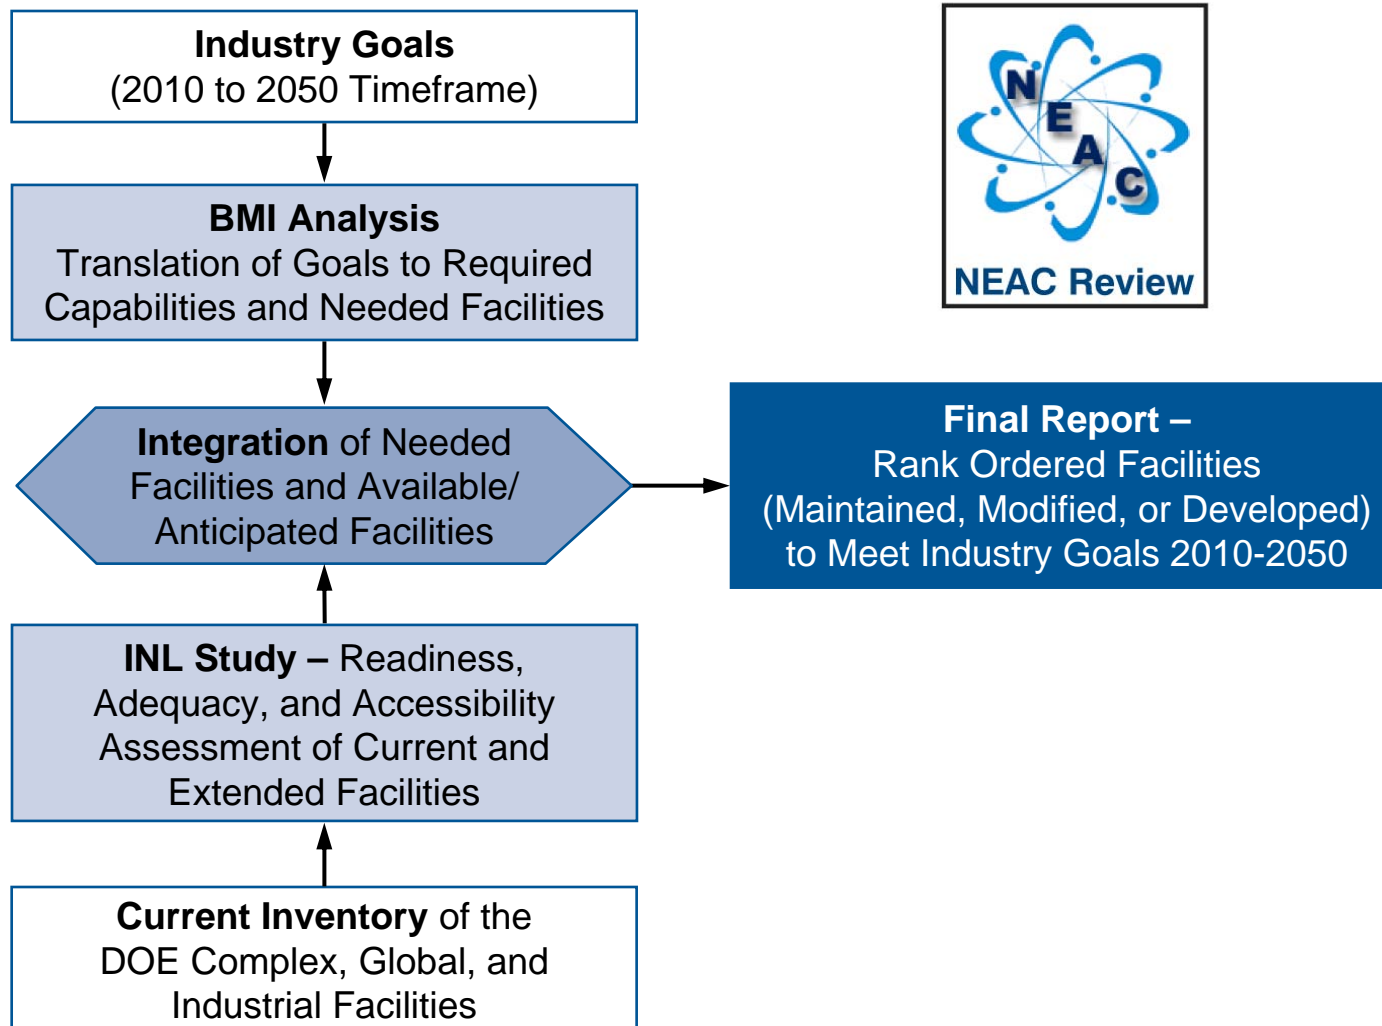 Industry Goals
(2010 to 2050 Timeframe)
BMI Analysis
Translation of Goals to Required
Capabilities and Needed Facilities
Integration of Needed
Facilities and Available/
Anticipated Facilities
INL Study – Readiness,
Adequacy, and Accessibility
Assessment of Current and
Extended Facilities
Current Inventory of the
DOE Complex, Global, and
Industrial Facilities
NEAC
NEAC Review
Final Report –
Rank Ordered Facilities
(Maintained, Modified, or Developed)
to Meet Industry Goals 2010-2050